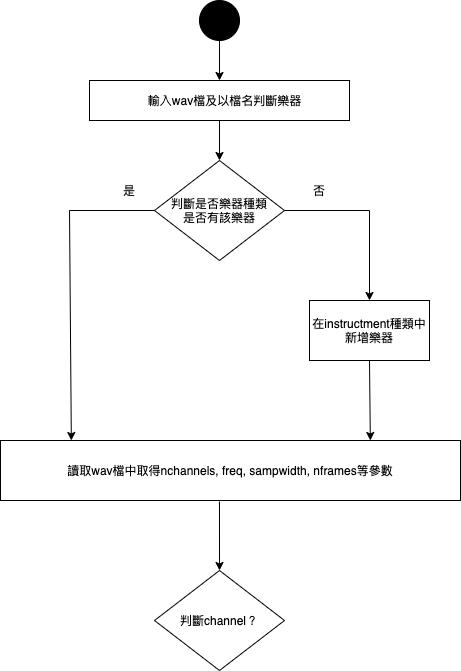 輸入wav檔及以檔名判斷樂器
是
判斷是否樂器種類
是否有該樂器
否
在instructment種類中
新增樂器
讀取wav檔中取得nchannels, freq, sampwidth, nframes等參數
判斷channel ?